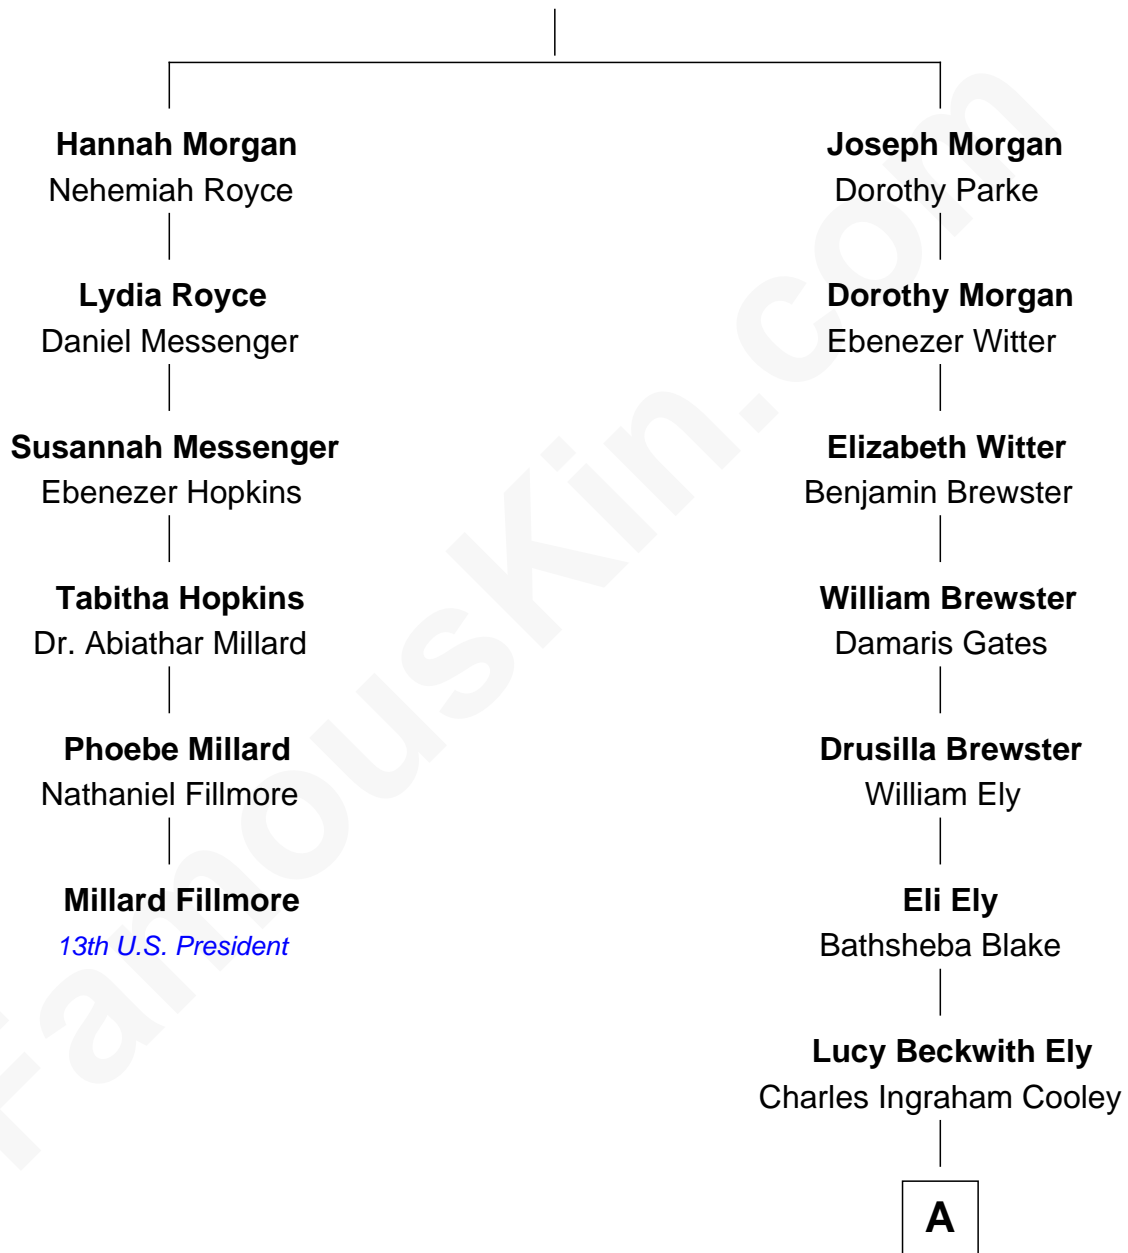 Hannah Morgan
Nehemiah Royce
Lydia Royce
Daniel Messenger
Susannah Messenger
Ebenezer Hopkins
Tabitha Hopkins
Dr. Abiathar Millard
Phoebe Millard
Nathaniel Fillmore
Millard Fillmore
13th U.S. President
Joseph Morgan
Dorothy Parke
Dorothy Morgan
Ebenezer Witter
Elizabeth Witter
Benjamin Brewster
William Brewster
Damaris Gates
Drusilla Brewster
William Ely
Eli Ely
Bathsheba Blake
Lucy Beckwith Ely
Charles Ingraham Cooley
A
FamousKin.com